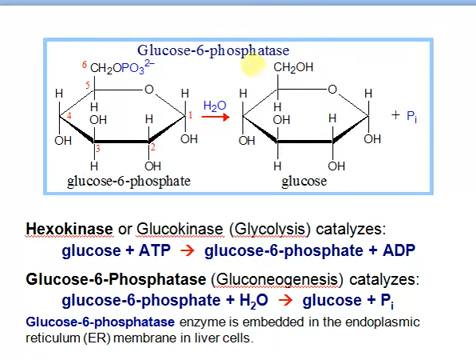 Glucose-6-phosphatase
6 CH2OPO3 2– CH2OH
5 O O
H H H H
H H2O H
4 OH H 1 OH H + Pi
OH OH OH OH
3 2
H OH H OH
glucose-6-phosphate glucose
Hexokinase or Glucokinase (Glycolysis) catalyzes:
glucose + ATP → glucose-6-phosphate + ADP
Glucose-6-Phosphatase (Gluconeogenesis) catalyzes:
glucose-6-phosphate + H2O → glucose + Pi
Glucose-6-phosphatase enzyme is embedded in the endoplasmic
reticulum (ER) membrane in liver cells.